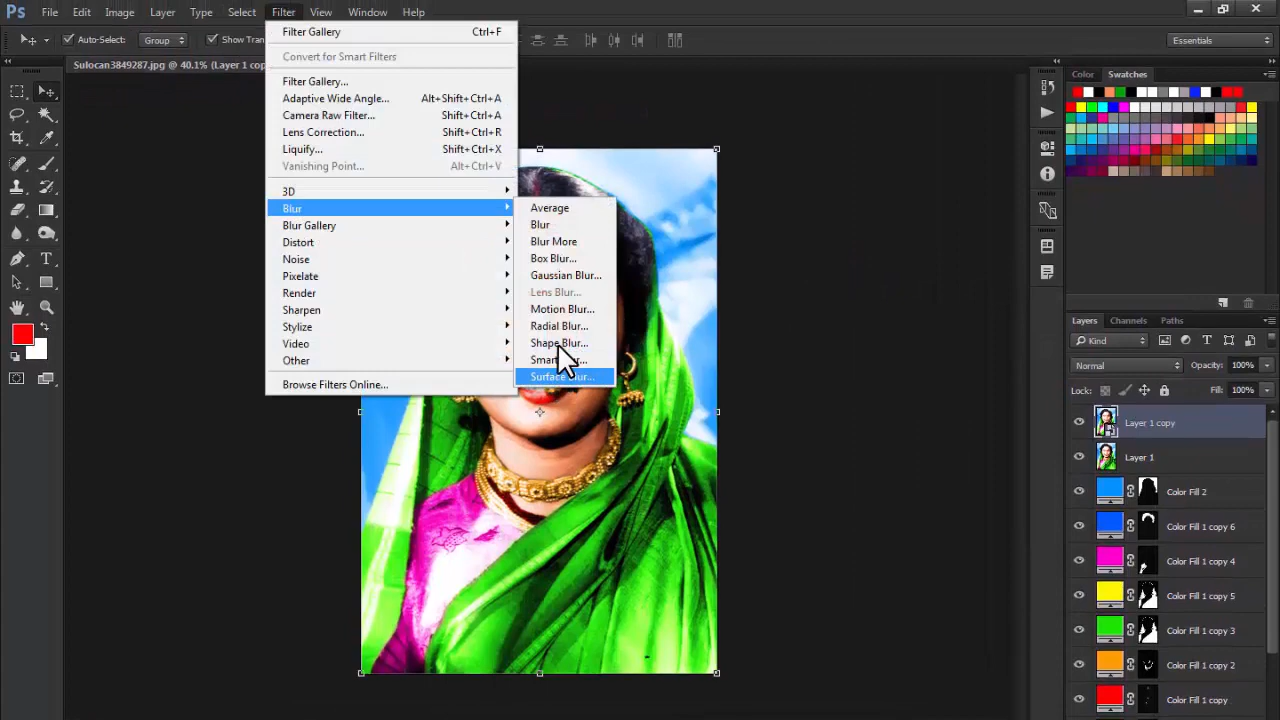 Ps File Edit Image Layer Type Select Filter View Window Help
Auto-Select: Group Show Tran Essentials
Sulocan3849287.jpg @ 40.1% (Layer 1 cop
Filter Gallery Ctrl+F
Convert for Smart Filters
Filter Gallery...
Adaptive Wide Angle... Alt+Shift+Ctrl+A
Camera Raw Filter... Shift+Ctrl+A
Lens Correction... Shift+Ctrl+R
Liquify... Shift+Ctrl+X
Vanishing Point... Alt+Ctrl+V
3D
Blur
Blur Gallery
Distort
Noise
Pixelate
Render
Sharpen
Stylize
Video
Other
Browse Filters Online...
Average
Blur
Blur More
Box Blur...
Gaussian Blur...
Lens Blur...
Motion Blur...
Radial Blur...
Shape Blur...
Surface Blur...
Color Swatches
Layers Channels Paths
Kind
Normal Opacity: 100%
Lock: Fill: 100%
Layer 1 copy
Layer 1
Color Fill 2
Color Fill 1 copy 6
Color Fill 1 copy 4
Color Fill 1 copy 5
Color Fill 1 copy 3
Color Fill 1 copy 2
Color Fill 1 copy